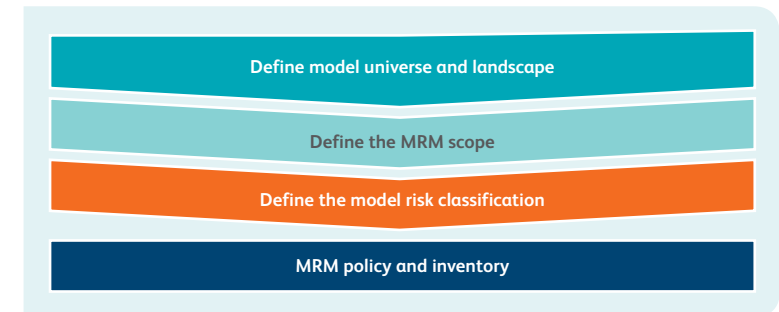 Define model universe and landscape
Define the MRM scope
Define the model risk classification
MRM policy and inventory